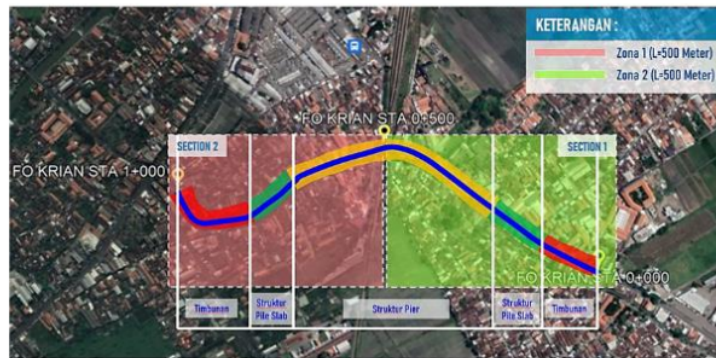 KETERANGAN :
Zona 1 (L=500 Meter)
Zona 2 (L=500 Meter)
FO KRIAN STA 0+500
SECTION 2
SECTION 1
FO KRIAN STA 1+000
FO KRIAN STA 0+000
Timbunan
Struktur
Pile Slab
Struktur Pier
Struktur
Pile Slab
Timbunan